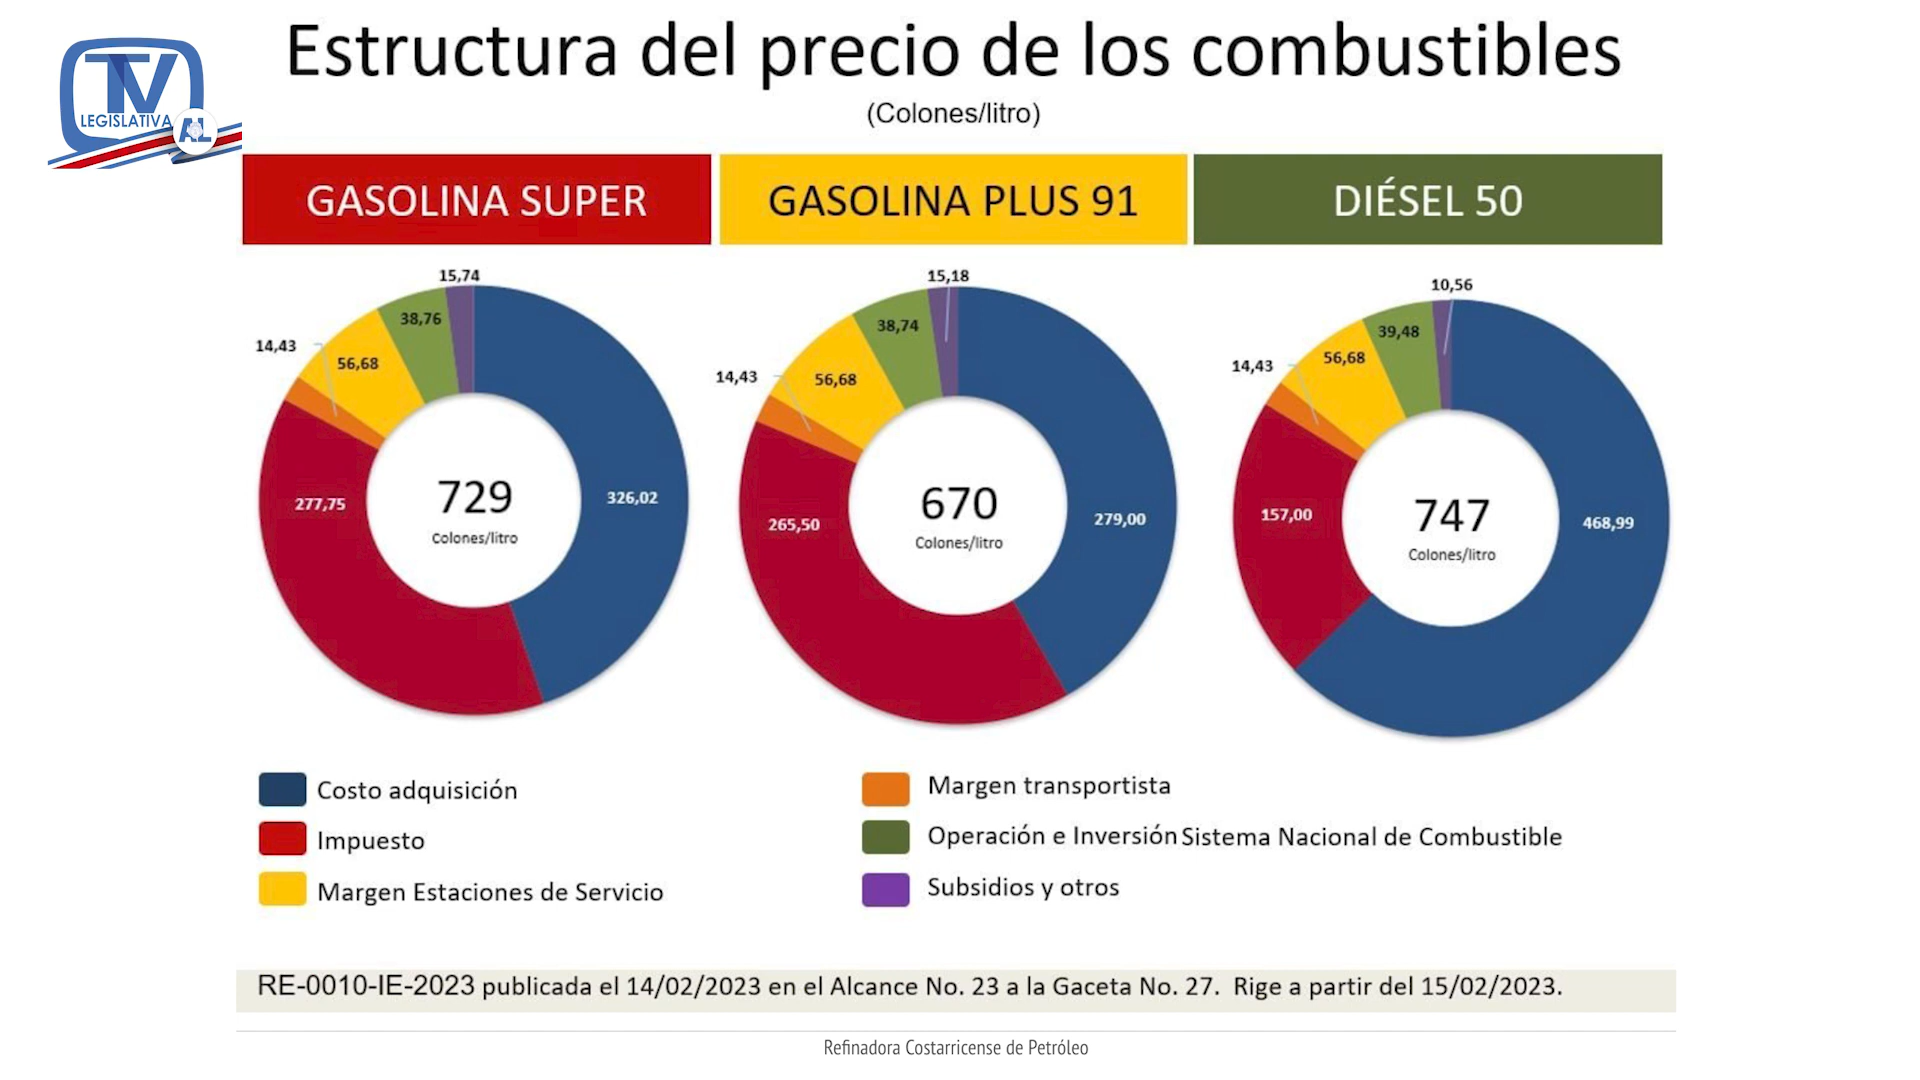 TV
LEGISLATIVA
AL
Estructura del precio de los combustibles
(Colones/litro)
GASOLINA SUPER
GASOLINA PLUS 91
DIÉSEL 50
15,74
38,76
56,68
14,43
277,75
326,02
729
Colones/litro
15,18
38,74
56,68
14,43
265,50
279,00
670
Colones/litro
10,56
39,48
56,68
14,43
157,00
468,99
747
Colones/litro
Costo adquisición
Impuesto
Margen Estaciones de Servicio
Margen transportista
Operación e Inversión Sistema Nacional de Combustible
Subsidios y otros
RE-0010-IE-2023 publicada el 14/02/2023 en el Alcance No. 23 a la Gaceta No. 27. Rige a partir del 15/02/2023.
Refinadora Costarricense de Petróleo